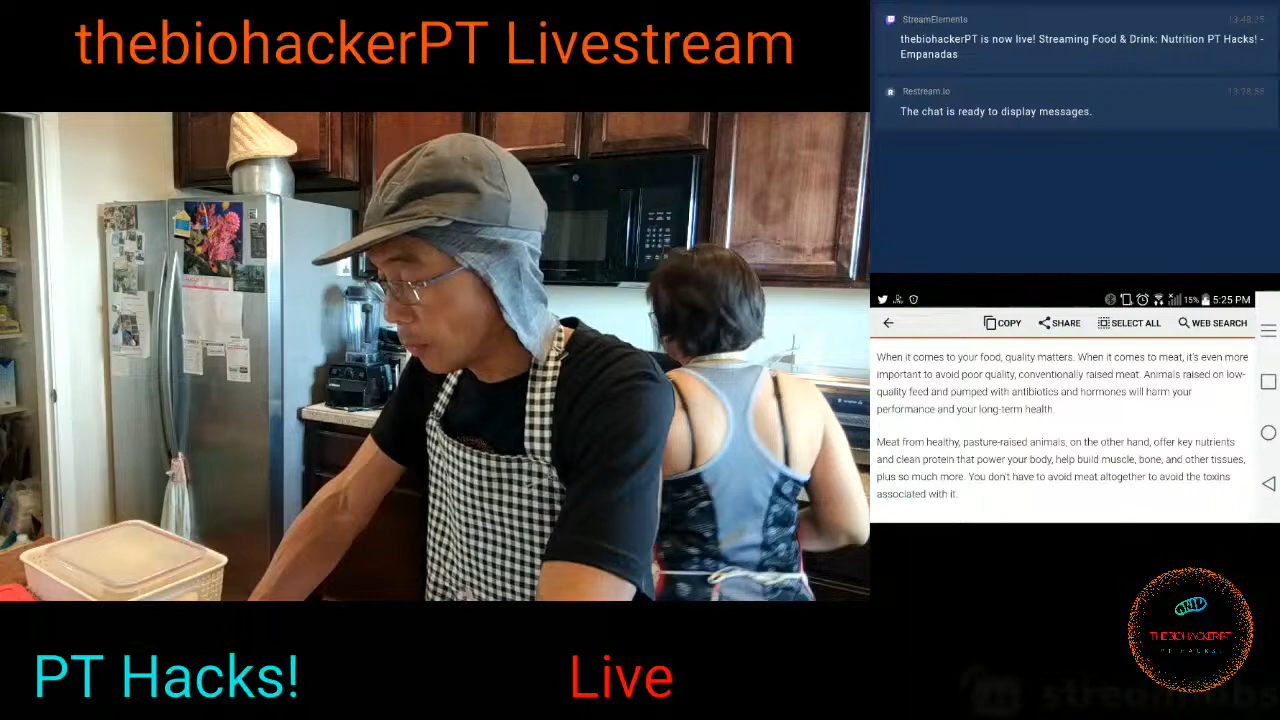 thebiohackerPT Livestream
StreamElements
13:48:25
thebiohackerPT is now live! Streaming Food & Drink: Nutrition PT Hacks! -
Empanadas
Restream.io
The chat is ready to display messages.
15% 5:25 PM
COPY SHARE SELECT ALL WEB SEARCH
When it comes to your food, quality matters. When it comes to meat, it's even more
important to avoid poor quality, conventionally raised meat. Animals raised on low-
quality feed and pumped with antibiotics and hormones will harm your
performance and your long-term health.
Meat from healthy, pasture-raised animals, on the other hand, offer key nutrients
and clean protein that power your body, help build muscle, bone, and other tissues,
plus so much more. You don't have to avoid meat altogether to avoid the toxins
associated with it.
THEBIOHACKERPT
PT HACKS!
PT Hacks!
Live